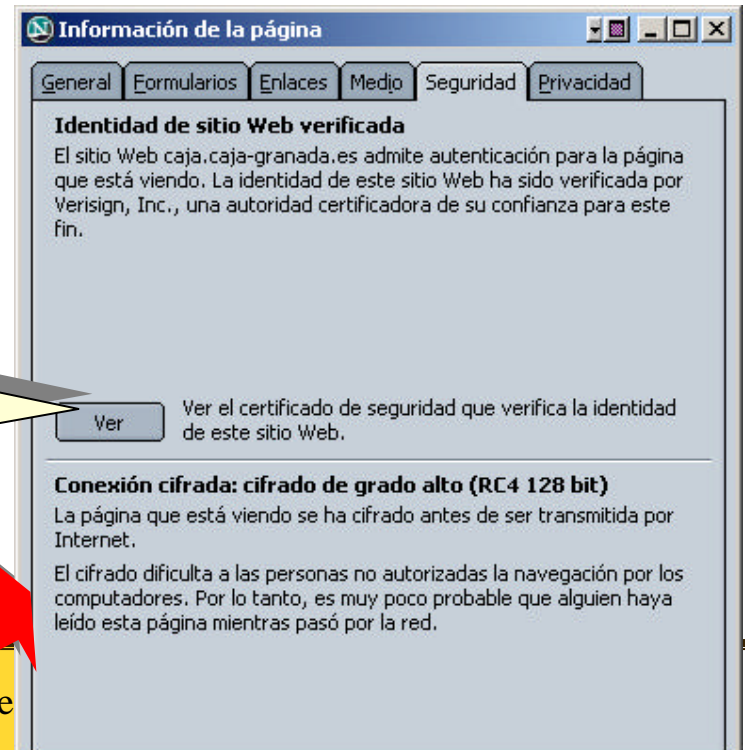 Información de la página
General Formularios Enlaces Medio Seguridad Privacidad
Identidad de sitio Web verificada
El sitio Web caja.caja-granada.es admite autenticación para la página
que está viendo. La identidad de este sitio Web ha sido verificada por
Verisign, Inc., una autoridad certificadora de su confianza para este
fin.
Ver
Ver el certificado de seguridad que verifica la identidad
de este sitio Web.
Conexión cifrada: cifrado de grado alto (RC4 128 bit)
La página que está viendo se ha cifrado antes de ser transmitida por
Internet.
El cifrado dificulta a las personas no autorizadas la navegación por los
computadores. Por lo tanto, es muy poco probable que alguien haya
leído esta página mientras pasó por la red.
e